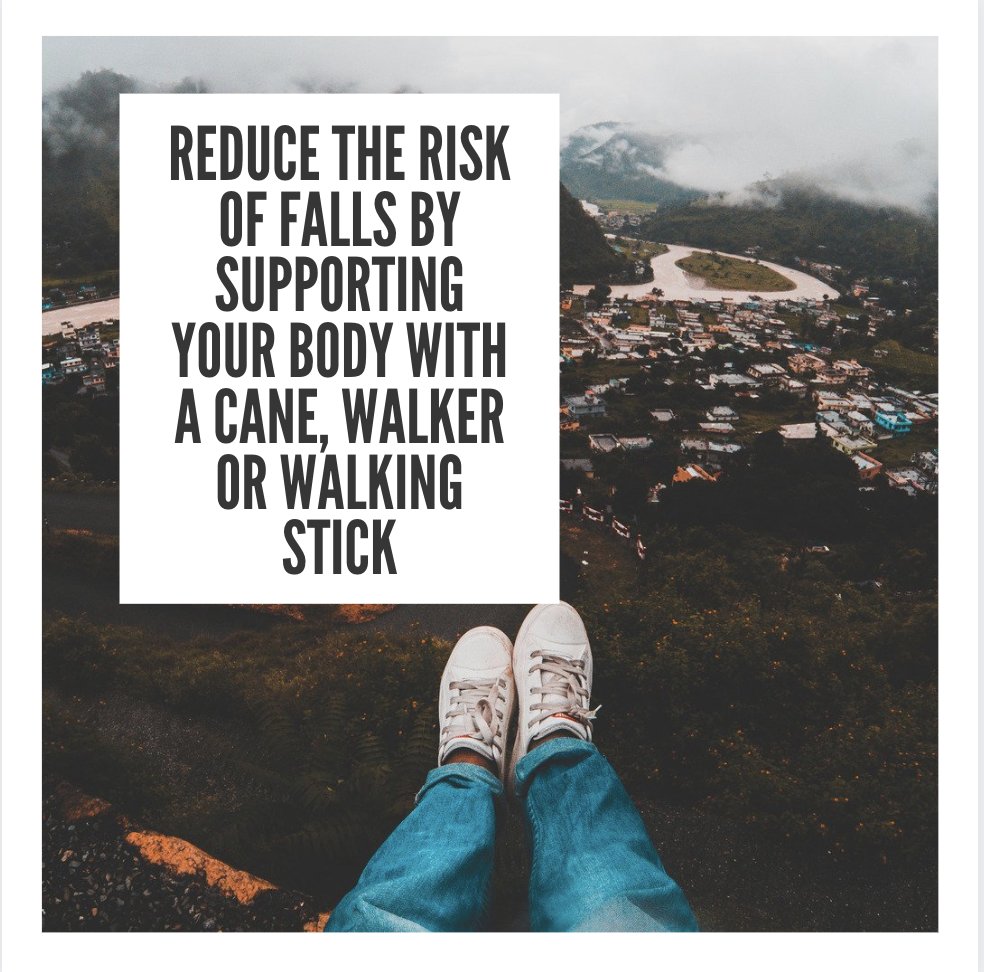 REDUCE THE RISK
OF FALLS BY
SUPPORTING
YOUR BODY WITH
A CANE, WALKER
OR WALKING
STICK